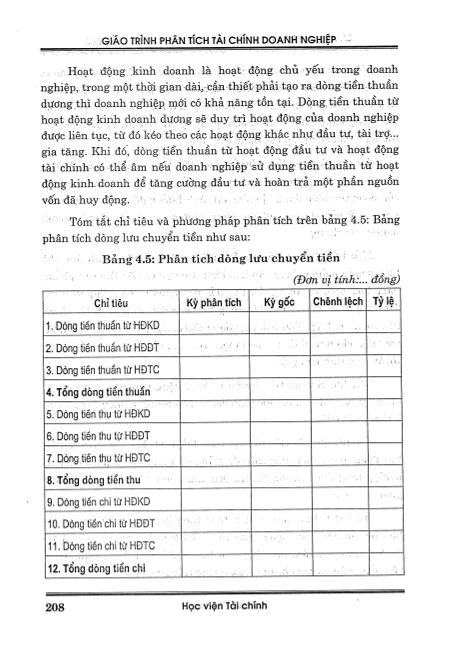 GIÁO TRÌNH PHÂN TÍCH TÀI CHÍNH DOANH NGHIỆP
Hoạt động kinh doanh là hoạt động chủ yếu trong doanh
nghiệp, trong một thời gian dài, cần thiết phải tạo ra dòng tiền thuần
dương thì doanh nghiệp mới có khả năng tồn tại. Dòng tiền thuần từ
hoạt động kinh dương sẽ duy trì hoạt động của doanh nghiệp
được liên tục, từ đó kéo theo các hoạt động khác như đầu tư, tài trợ...
gia tăng. Khi đó, dòng tiền thuần từ hoạt động đầu tư và hoạt động
tài chính có thể âm nếu doanh nghiệp sử dụng tiền thuần từ hoạt
động kinh doanh để tăng cường đầu tư và hoàn trả một phần nguồn
vốn đã huy động.
Tóm tắt chỉ tiêu và phương pháp phân tích trên bảng 4.5: Bảng
phân tích dòng lưu chuyển tiền như sau:
Bảng 4.5: Phân tích dòng lưu chuyển tiền
(Đơn vị tính:... đồng)
Chỉ tiêu Kỳ phân tích Kỳ gốc Chênh lệch Tỷ lệ
1. Dòng tiền thuần từ HĐKD
2. Dòng tiền thuần từ HĐĐT
3. Dòng tiền thuần từ HĐTC
4. Tổng dòng tiền thuần
5. Dòng tiền thu từ HĐKD
6. Dòng tiền thu từ HĐĐT
7. Dòng tiền thu từ HĐTC
8. Tổng dòng tiền thu
9. Dòng tiền chi từ HĐKD
10. Dòng tiền chi từ HĐĐT
11. Dòng tiền chi từ HĐTC
12. Tổng dòng tiền chi
208 Học viện Tài chính